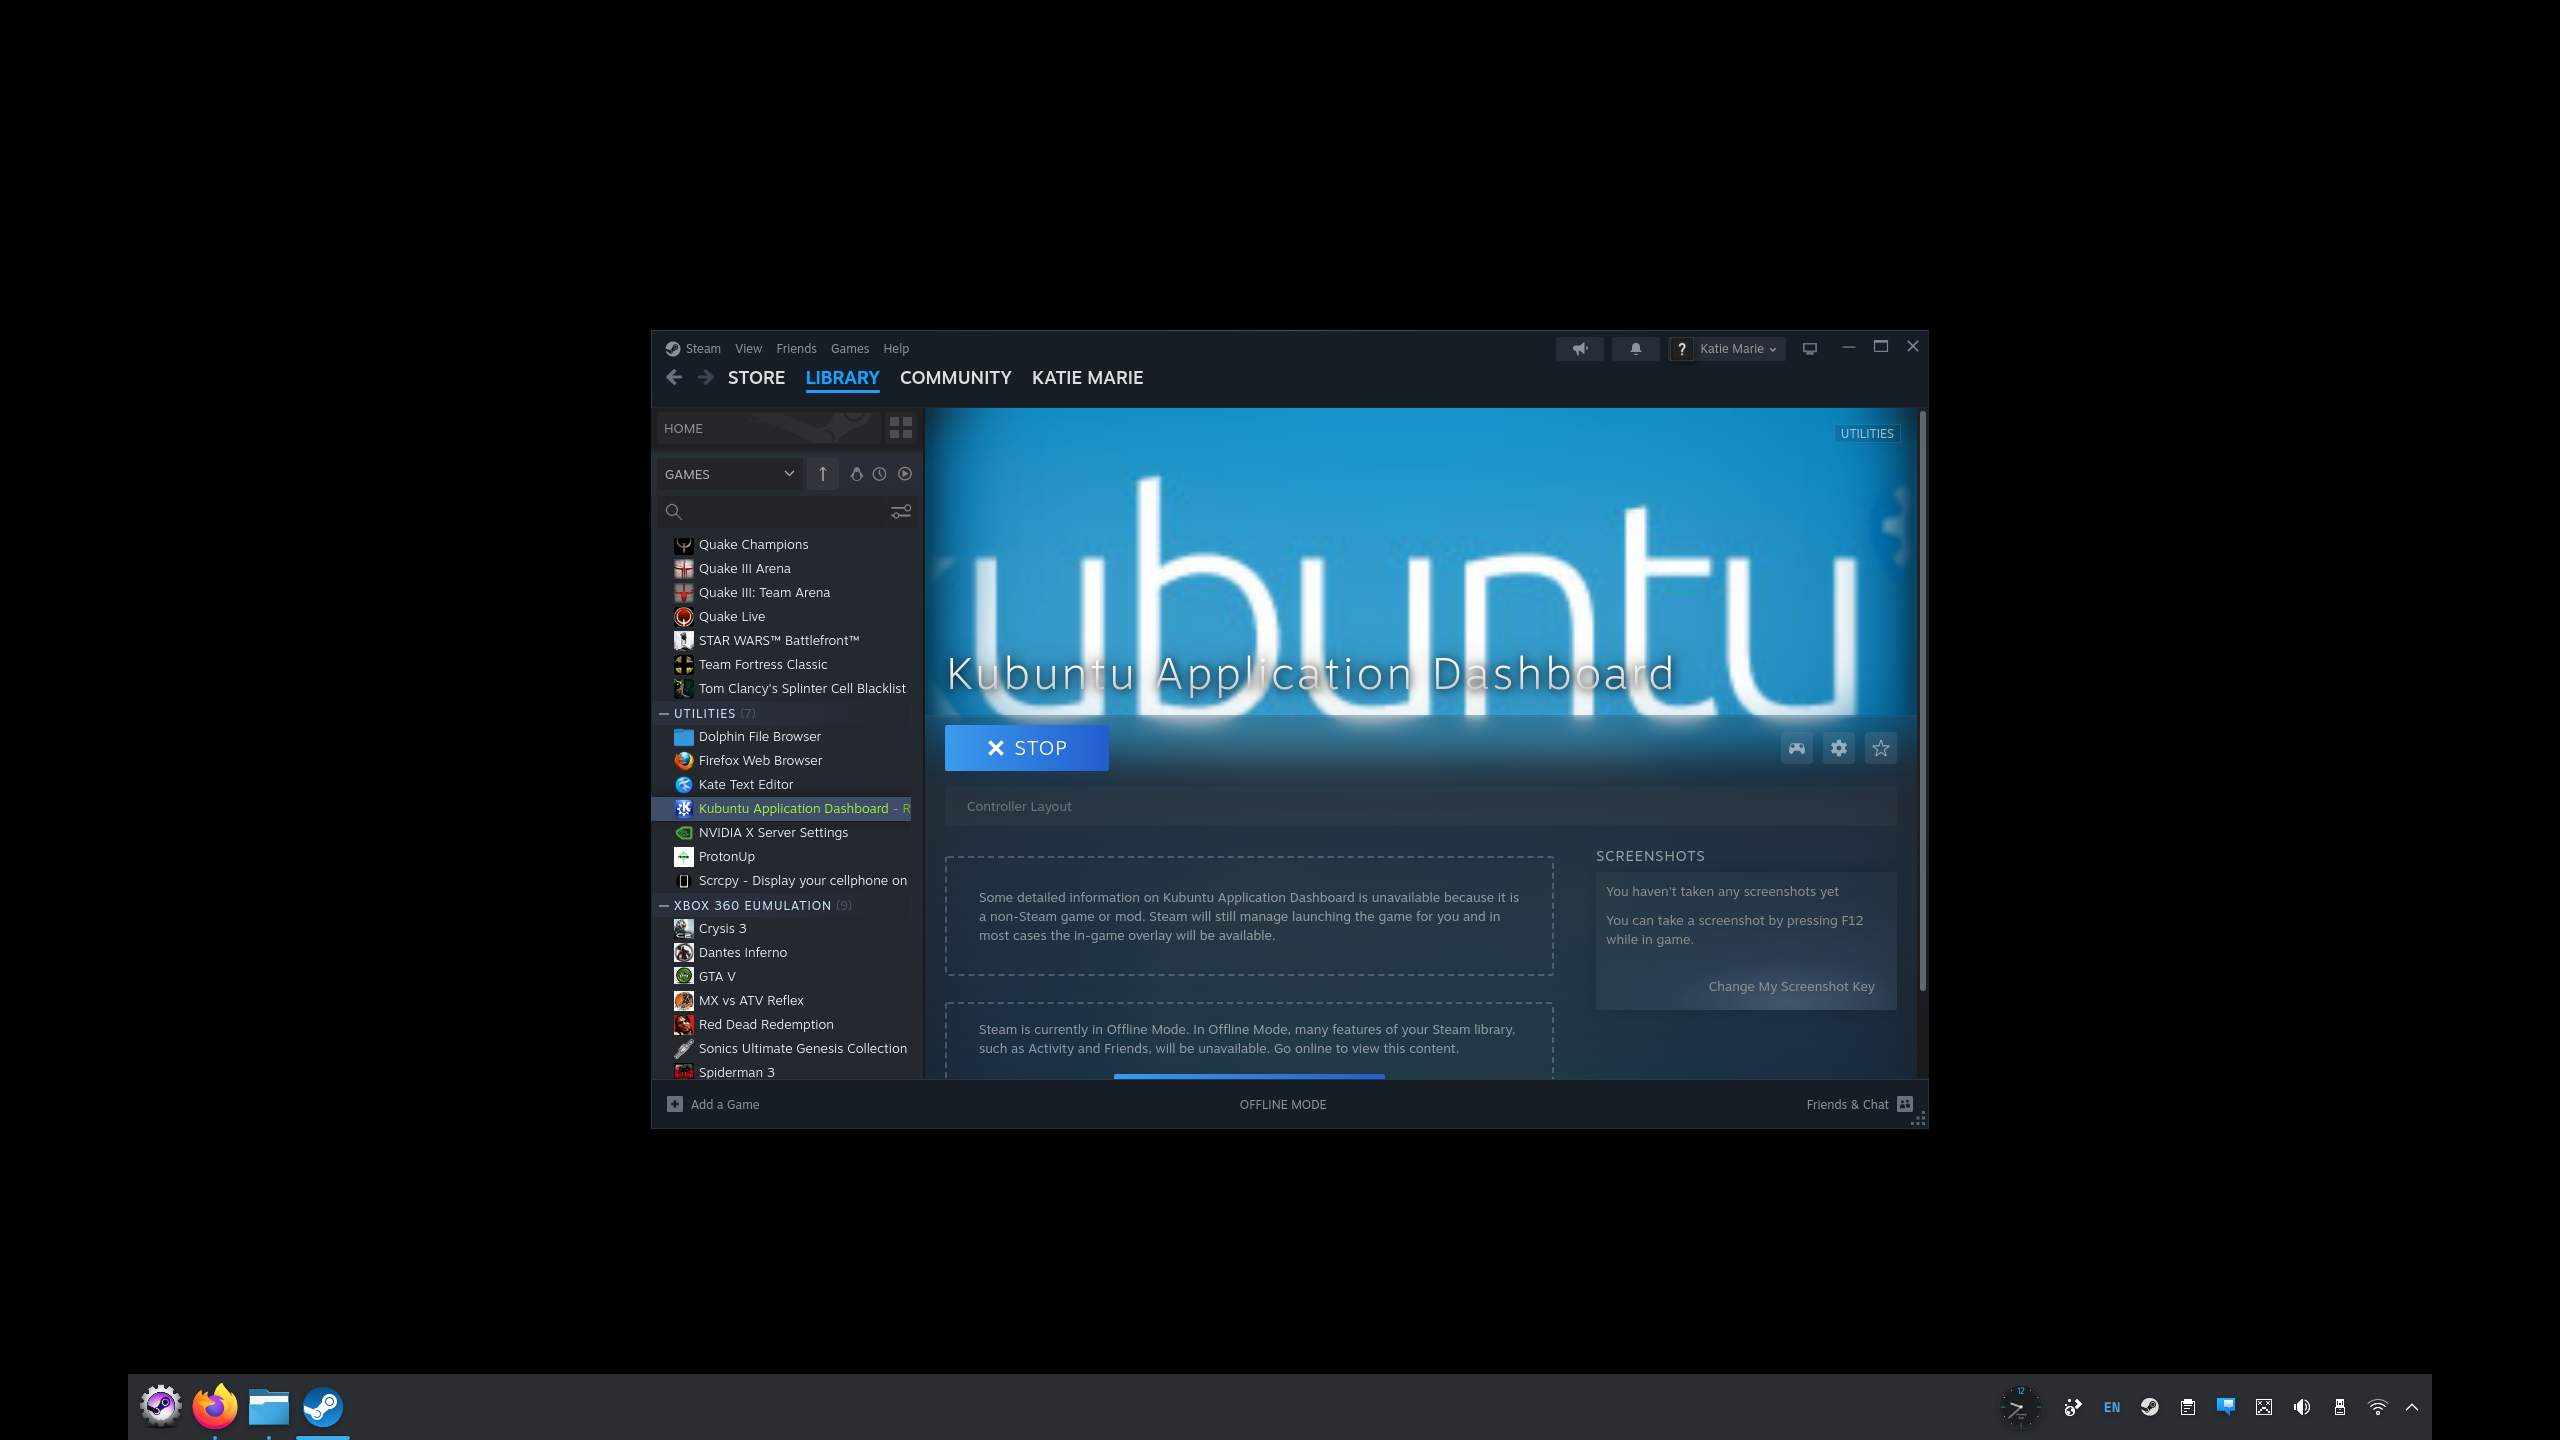 Steam View Friends Games Help
? Katie Marie
STORE LIBRARY COMMUNITY KATIE MARIE
HOME
GAMES
Quake Champions
Quake III Arena
Quake III: Team Arena
Quake Live
STAR WARS™ Battlefront™
Team Fortress Classic
Tom Clancy's Splinter Cell Blacklist
UTILITIES (7)
Dolphin File Browser
Firefox Web Browser
Kate Text Editor
Kubuntu Application Dashboard - R
NVIDIA X Server Settings
ProtonUp
Scrcpy - Display your cellphone on
XBOX 360 EUMULATION (9)
Crysis 3
Dantes Inferno
GTA V
MX vs ATV Reflex
Red Dead Redemption
Sonics Ultimate Genesis Collection
Spiderman 3
UTILITIES
kubuntu
Kubuntu Application Dashboard
STOP
Controller Layout
Some detailed information on Kubuntu Application Dashboard is unavailable because it is
a non-Steam game or mod. Steam will still manage launching the game for you and in
most cases the in-game overlay will be available.
Steam is currently in Offline Mode. In Offline Mode, many features of your Steam library,
such as Activity and Friends, will be unavailable. Go online to view this content.
SCREENSHOTS
You haven't taken any screenshots yet
You can take a screenshot by pressing F12
while in game.
Change My Screenshot Key
Add a Game
OFFLINE MODE
Friends & Chat
12
EN